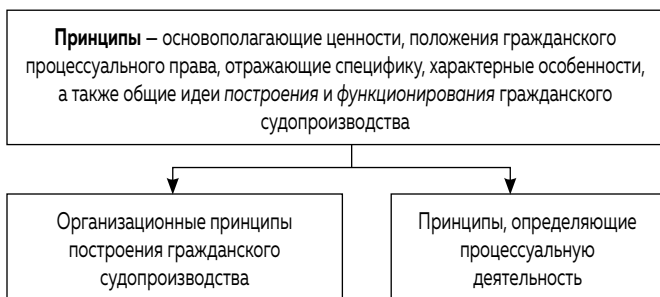 Принципы – основополагающие ценности, положения гражданского
процессуального права, отражающие специфику, характерные особенности,
а также общие идеи построения и функционирования гражданского
судопроизводства
Организационные принципы
построения гражданского
судопроизводства
Принципы, определяющие
процессуальную
деятельность